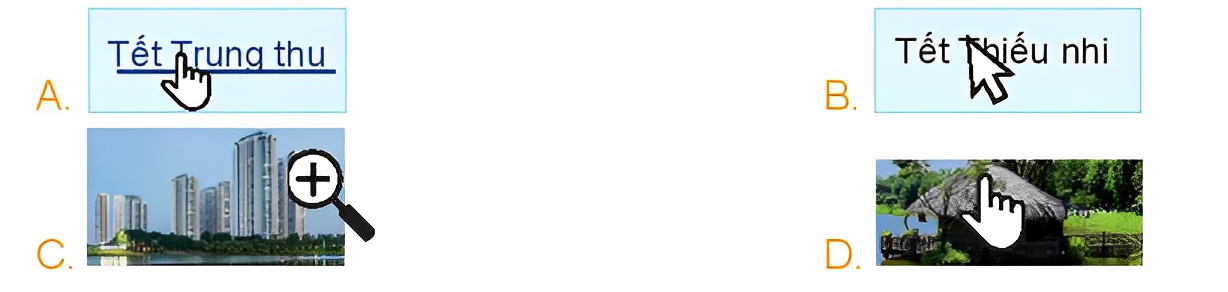 Tết Trung thu
A.
Tết Thiếu nhi
B.
C.
D.